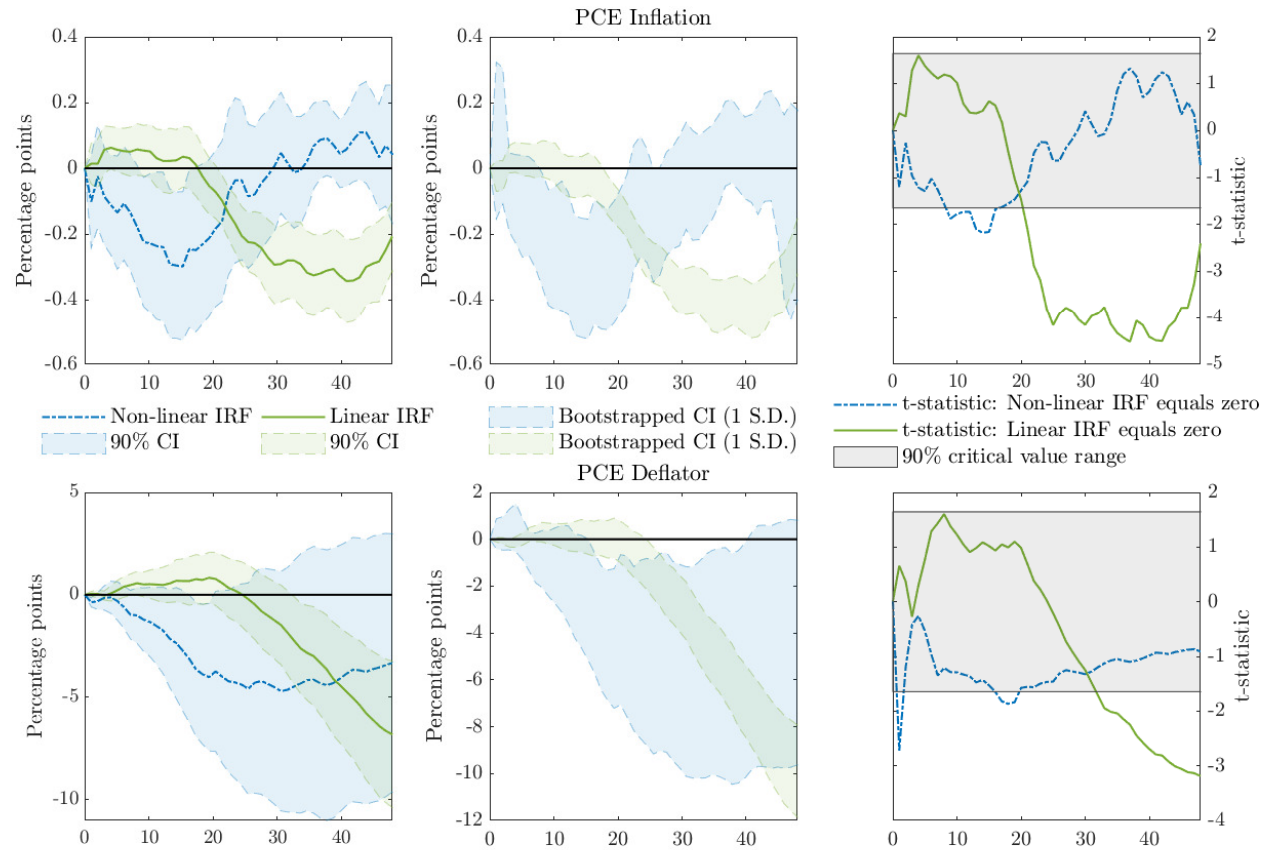 PCE Inflation
Percentage points
0.4
0.2
0
-0.2
-0.4
-0.6
0 10 20 30 40
Percentage points
0.4
0.2
0
-0.2
-0.4
-0.6
0 10 20 30 40
2
1
0
-1
-2
-3
-4
-5
t-statistic
0 10 20 30 40
Non-linear IRF
Linear IRF
90% CI
90% CI
Bootstrapped CI (1 S.D.)
Bootstrapped CI (1 S.D.)
t-statistic: Non-linear IRF equals zero
t-statistic: Linear IRF equals zero
90% critical value range
PCE Deflator
Percentage points
5
0
-5
-10
0 10 20 30 40
Percentage points
2
0
-2
-4
-6
-8
-10
-12
0 10 20 30 40
2
1
0
-1
-2
-3
-4
t-statistic
0 10 20 30 40